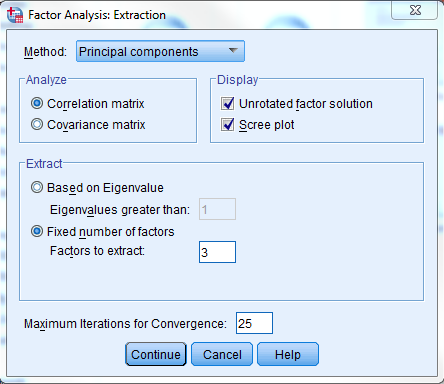 Factor Analysis: Extraction
Method: Principal components
Analyze
Correlation matrix
Covariance matrix
Display
Unrotated factor solution
Scree plot
Extract
Based on Eigenvalue
Eigenvalues greater than: 1
Fixed number of factors
Factors to extract: 3
Maximum Iterations for Convergence: 25
Continue Cancel Help